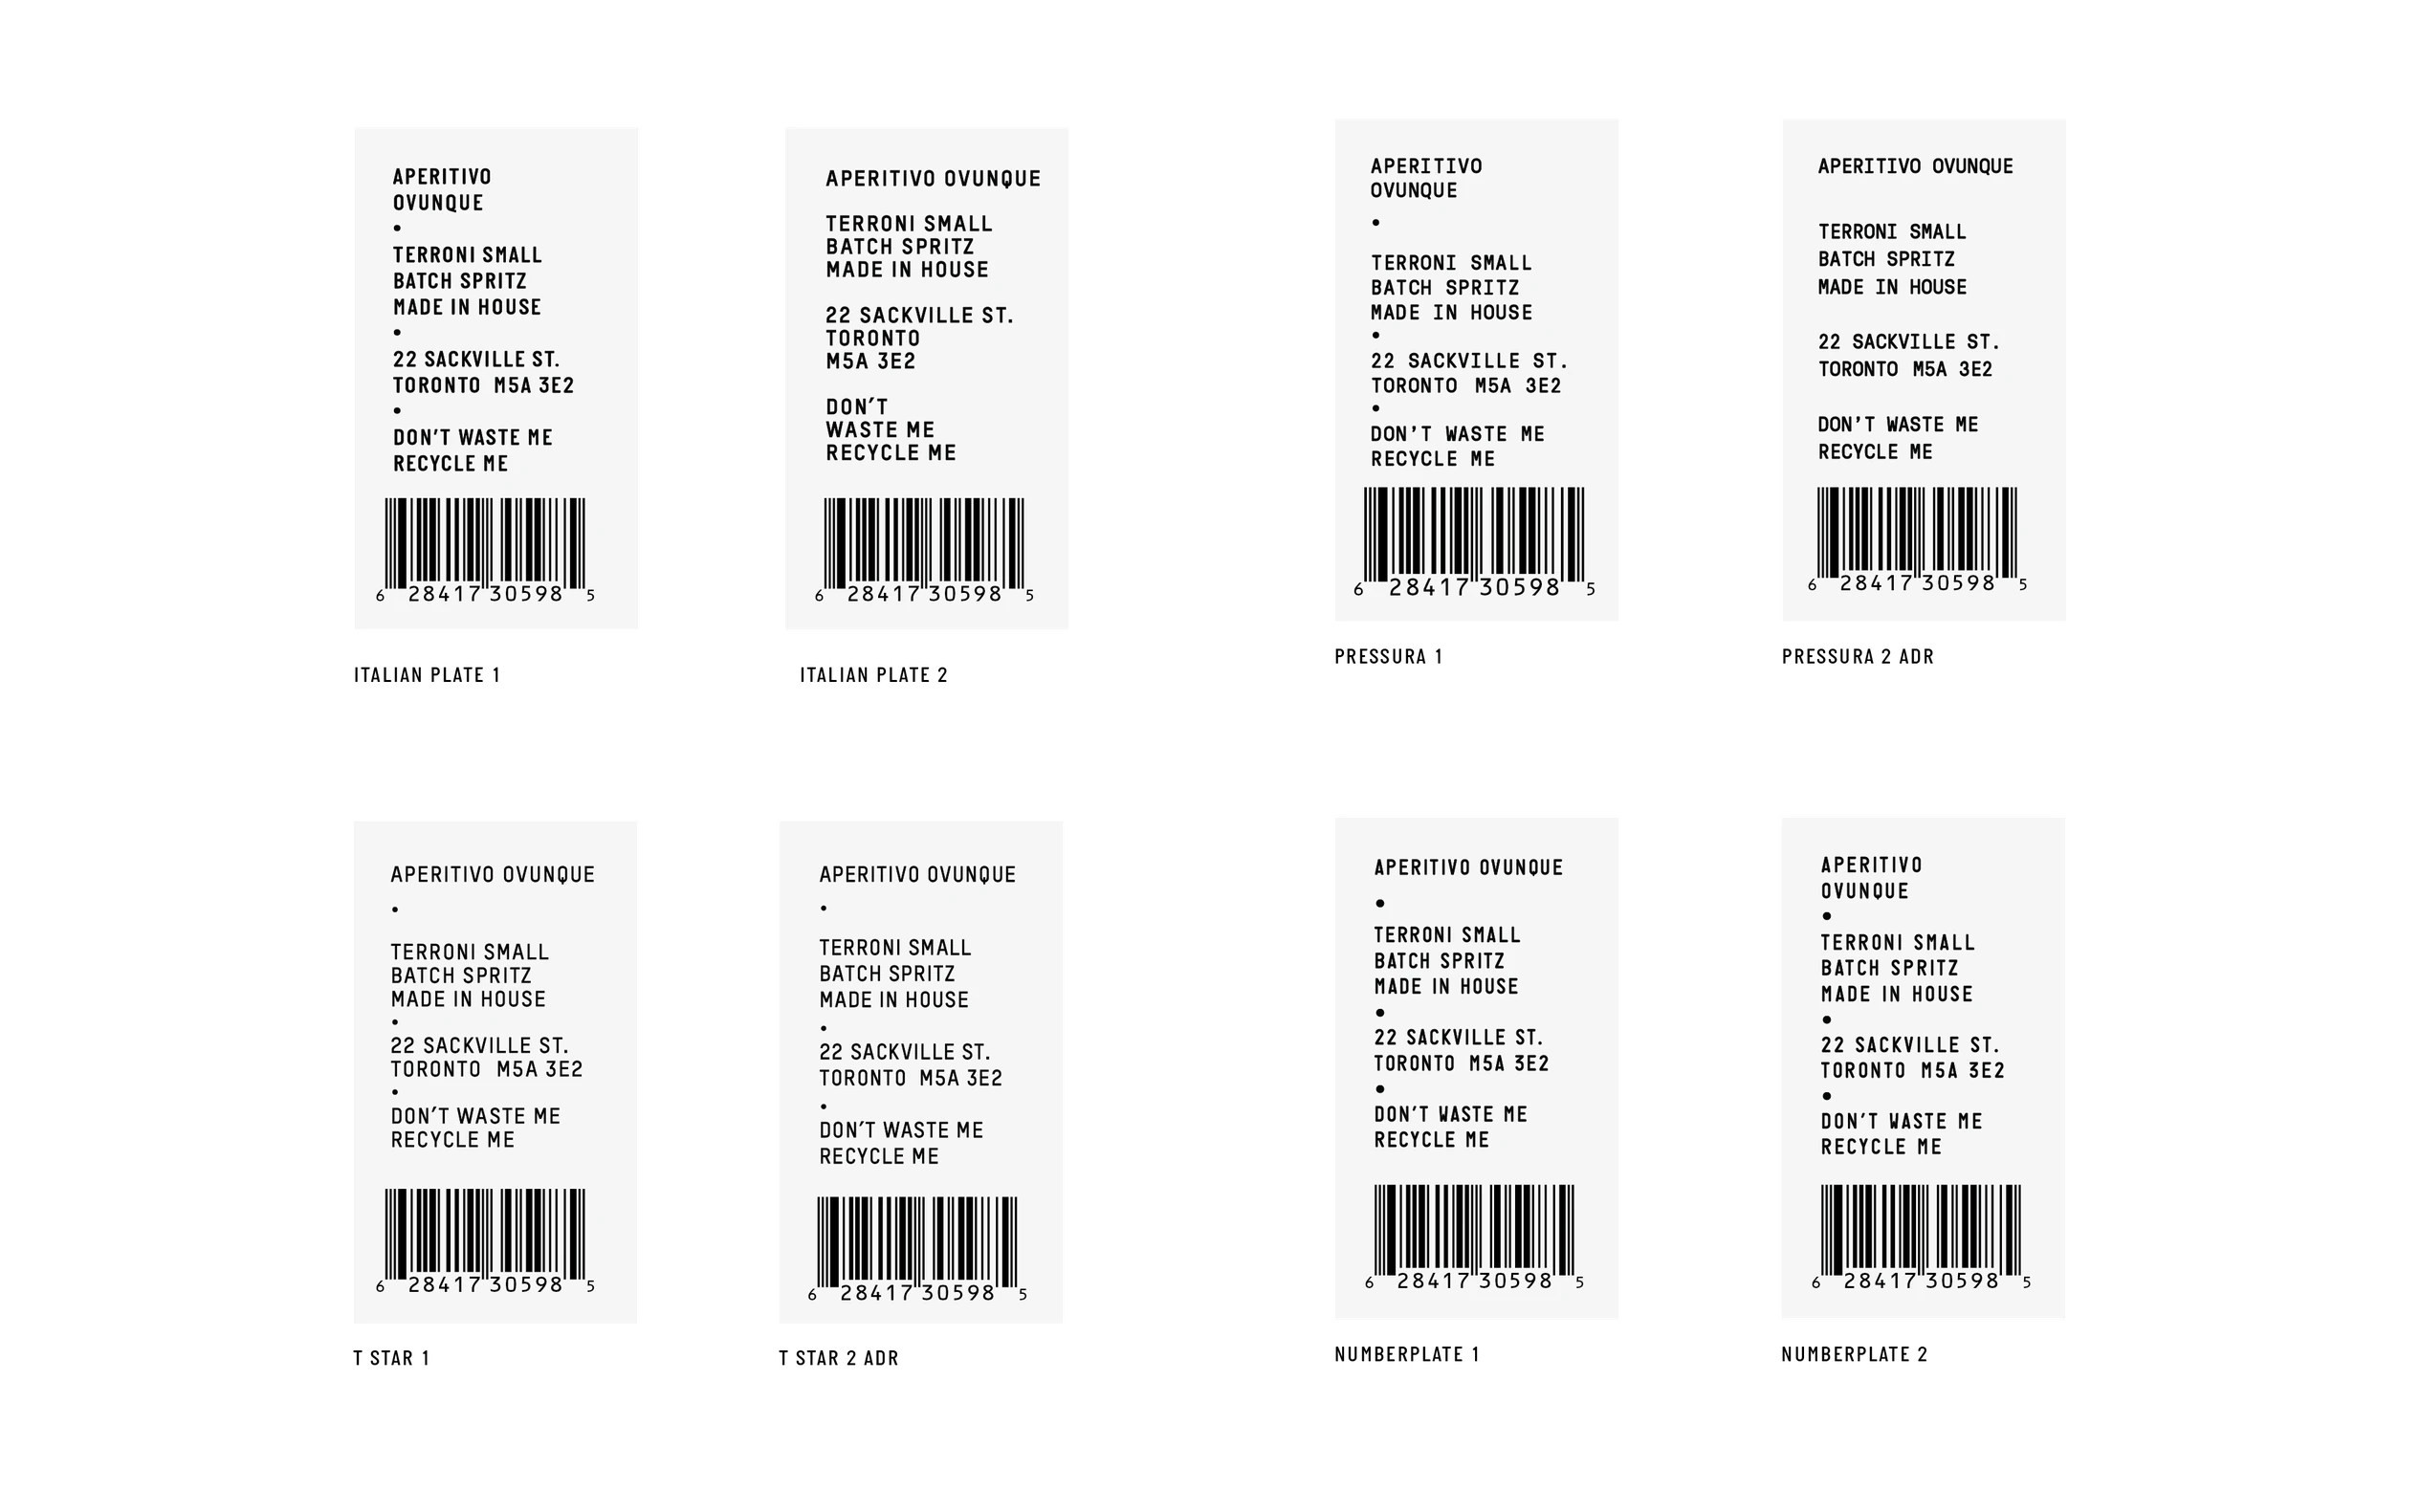 APERITIVO
OVUNQUE
•
TERRONI SMALL
BATCH SPRITZ
MADE IN HOUSE
•
22 SACKVILLE ST.
TORONTO M5A 3E2
•
DON'T WASTE ME
RECYCLE ME
6 28417 30598 5
ITALIAN PLATE 1
APERITIVO OVUNQUE
TERRONI SMALL
BATCH SPRITZ
MADE IN HOUSE
22 SACKVILLE ST.
TORONTO
M5A 3E2
DON'T
WASTE ME
RECYCLE ME
6 28417 30598 5
ITALIAN PLATE 2
APERITIVO
OVUNQUE
•
TERRONI SMALL
BATCH SPRITZ
MADE IN HOUSE
•
22 SACKVILLE ST.
TORONTO M5A 3E2
•
DON'T WASTE ME
RECYCLE ME
6 28417 30598 5
PRESSURA 1
APERITIVO OVUNQUE
TERRONI SMALL
BATCH SPRITZ
MADE IN HOUSE
22 SACKVILLE ST.
TORONTO M5A 3E2
DON'T WASTE ME
RECYCLE ME
6 28417 30598 5
PRESSURA 2 ADR
APERITIVO OVUNQUE
•
TERRONI SMALL
BATCH SPRITZ
MADE IN HOUSE
•
22 SACKVILLE ST.
TORONTO M5A 3E2
•
DON'T WASTE ME
RECYCLE ME
6 28417 30598 5
T STAR 1
APERITIVO OVUNQUE
•
TERRONI SMALL
BATCH SPRITZ
MADE IN HOUSE
•
22 SACKVILLE ST.
TORONTO M5A 3E2
•
DON'T WASTE ME
RECYCLE ME
6 28417 30598 5
T STAR 2 ADR
APERITIVO OVUNQUE
•
TERRONI SMALL
BATCH SPRITZ
MADE IN HOUSE
•
22 SACKVILLE ST.
TORONTO M5A 3E2
•
DON'T WASTE ME
RECYCLE ME
6 28417 30598 5
NUMBERPLATE 1
APERITIVO
OVUNQUE
•
TERRONI SMALL
BATCH SPRITZ
MADE IN HOUSE
•
22 SACKVILLE ST.
TORONTO M5A 3E2
•
DON'T WASTE ME
RECYCLE ME
6 28417 30598 5
NUMBERPLATE 2